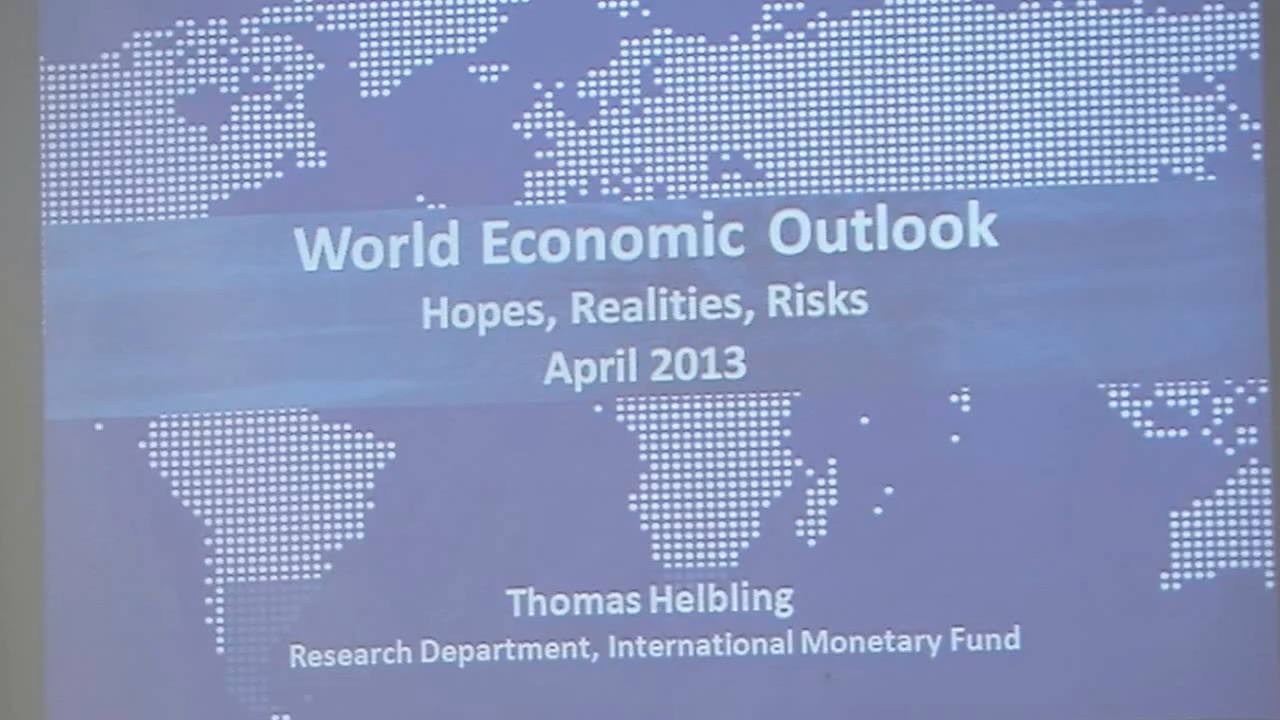 World Economic Outlook
Hopes, Realities, Risks
April 2013
Thomas Helbling
Research Department, International Monetary Fund